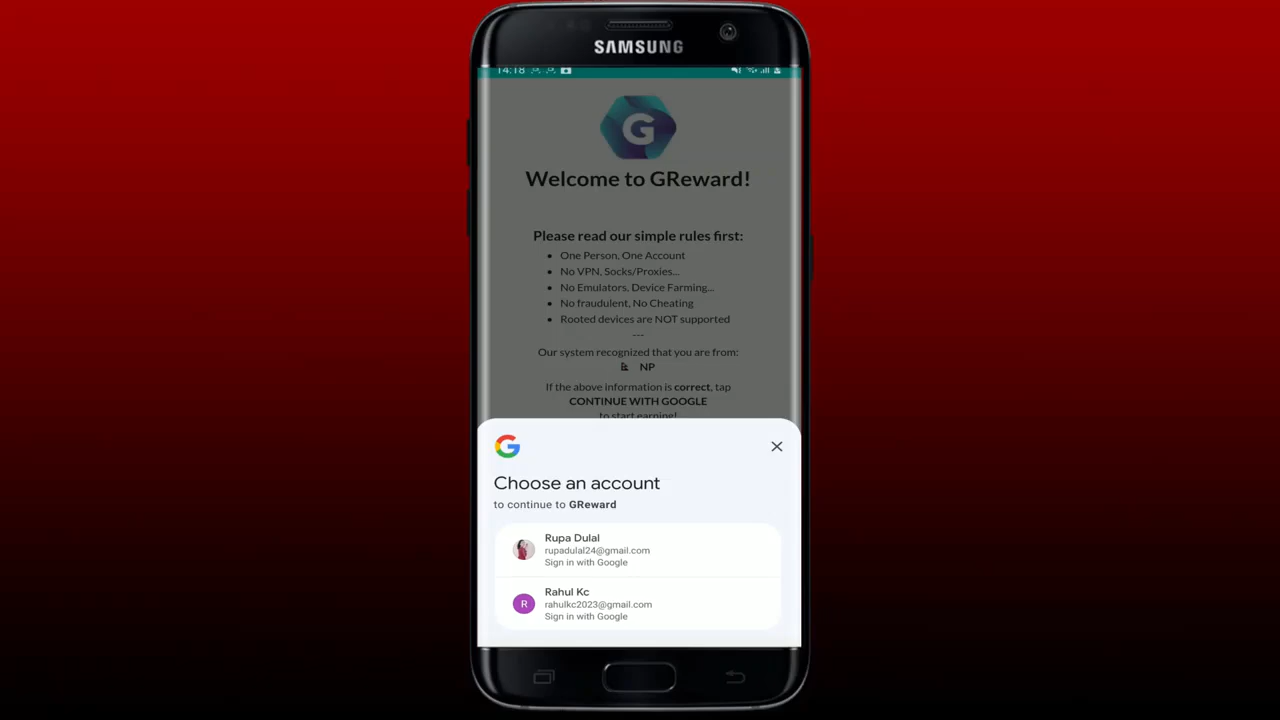 SAMSUNG
14:18
G
Welcome to GReward!
Please read our simple rules first:
• One Person, One Account
• No VPN, Socks/Proxies...
• No Emulators, Device Farming...
• No fraudulent, No Cheating
• Rooted devices are NOT supported
---
Our system recognized that you are from:
NP
If the above information is correct, tap
CONTINUE WITH GOOGLE
to start earning!
G
Choose an account
to continue to GReward
Rupa Dulal
rupadulal24@gmail.com
Sign in with Google
R
Rahul Kc
rahulkc2023@gmail.com
Sign in with Google